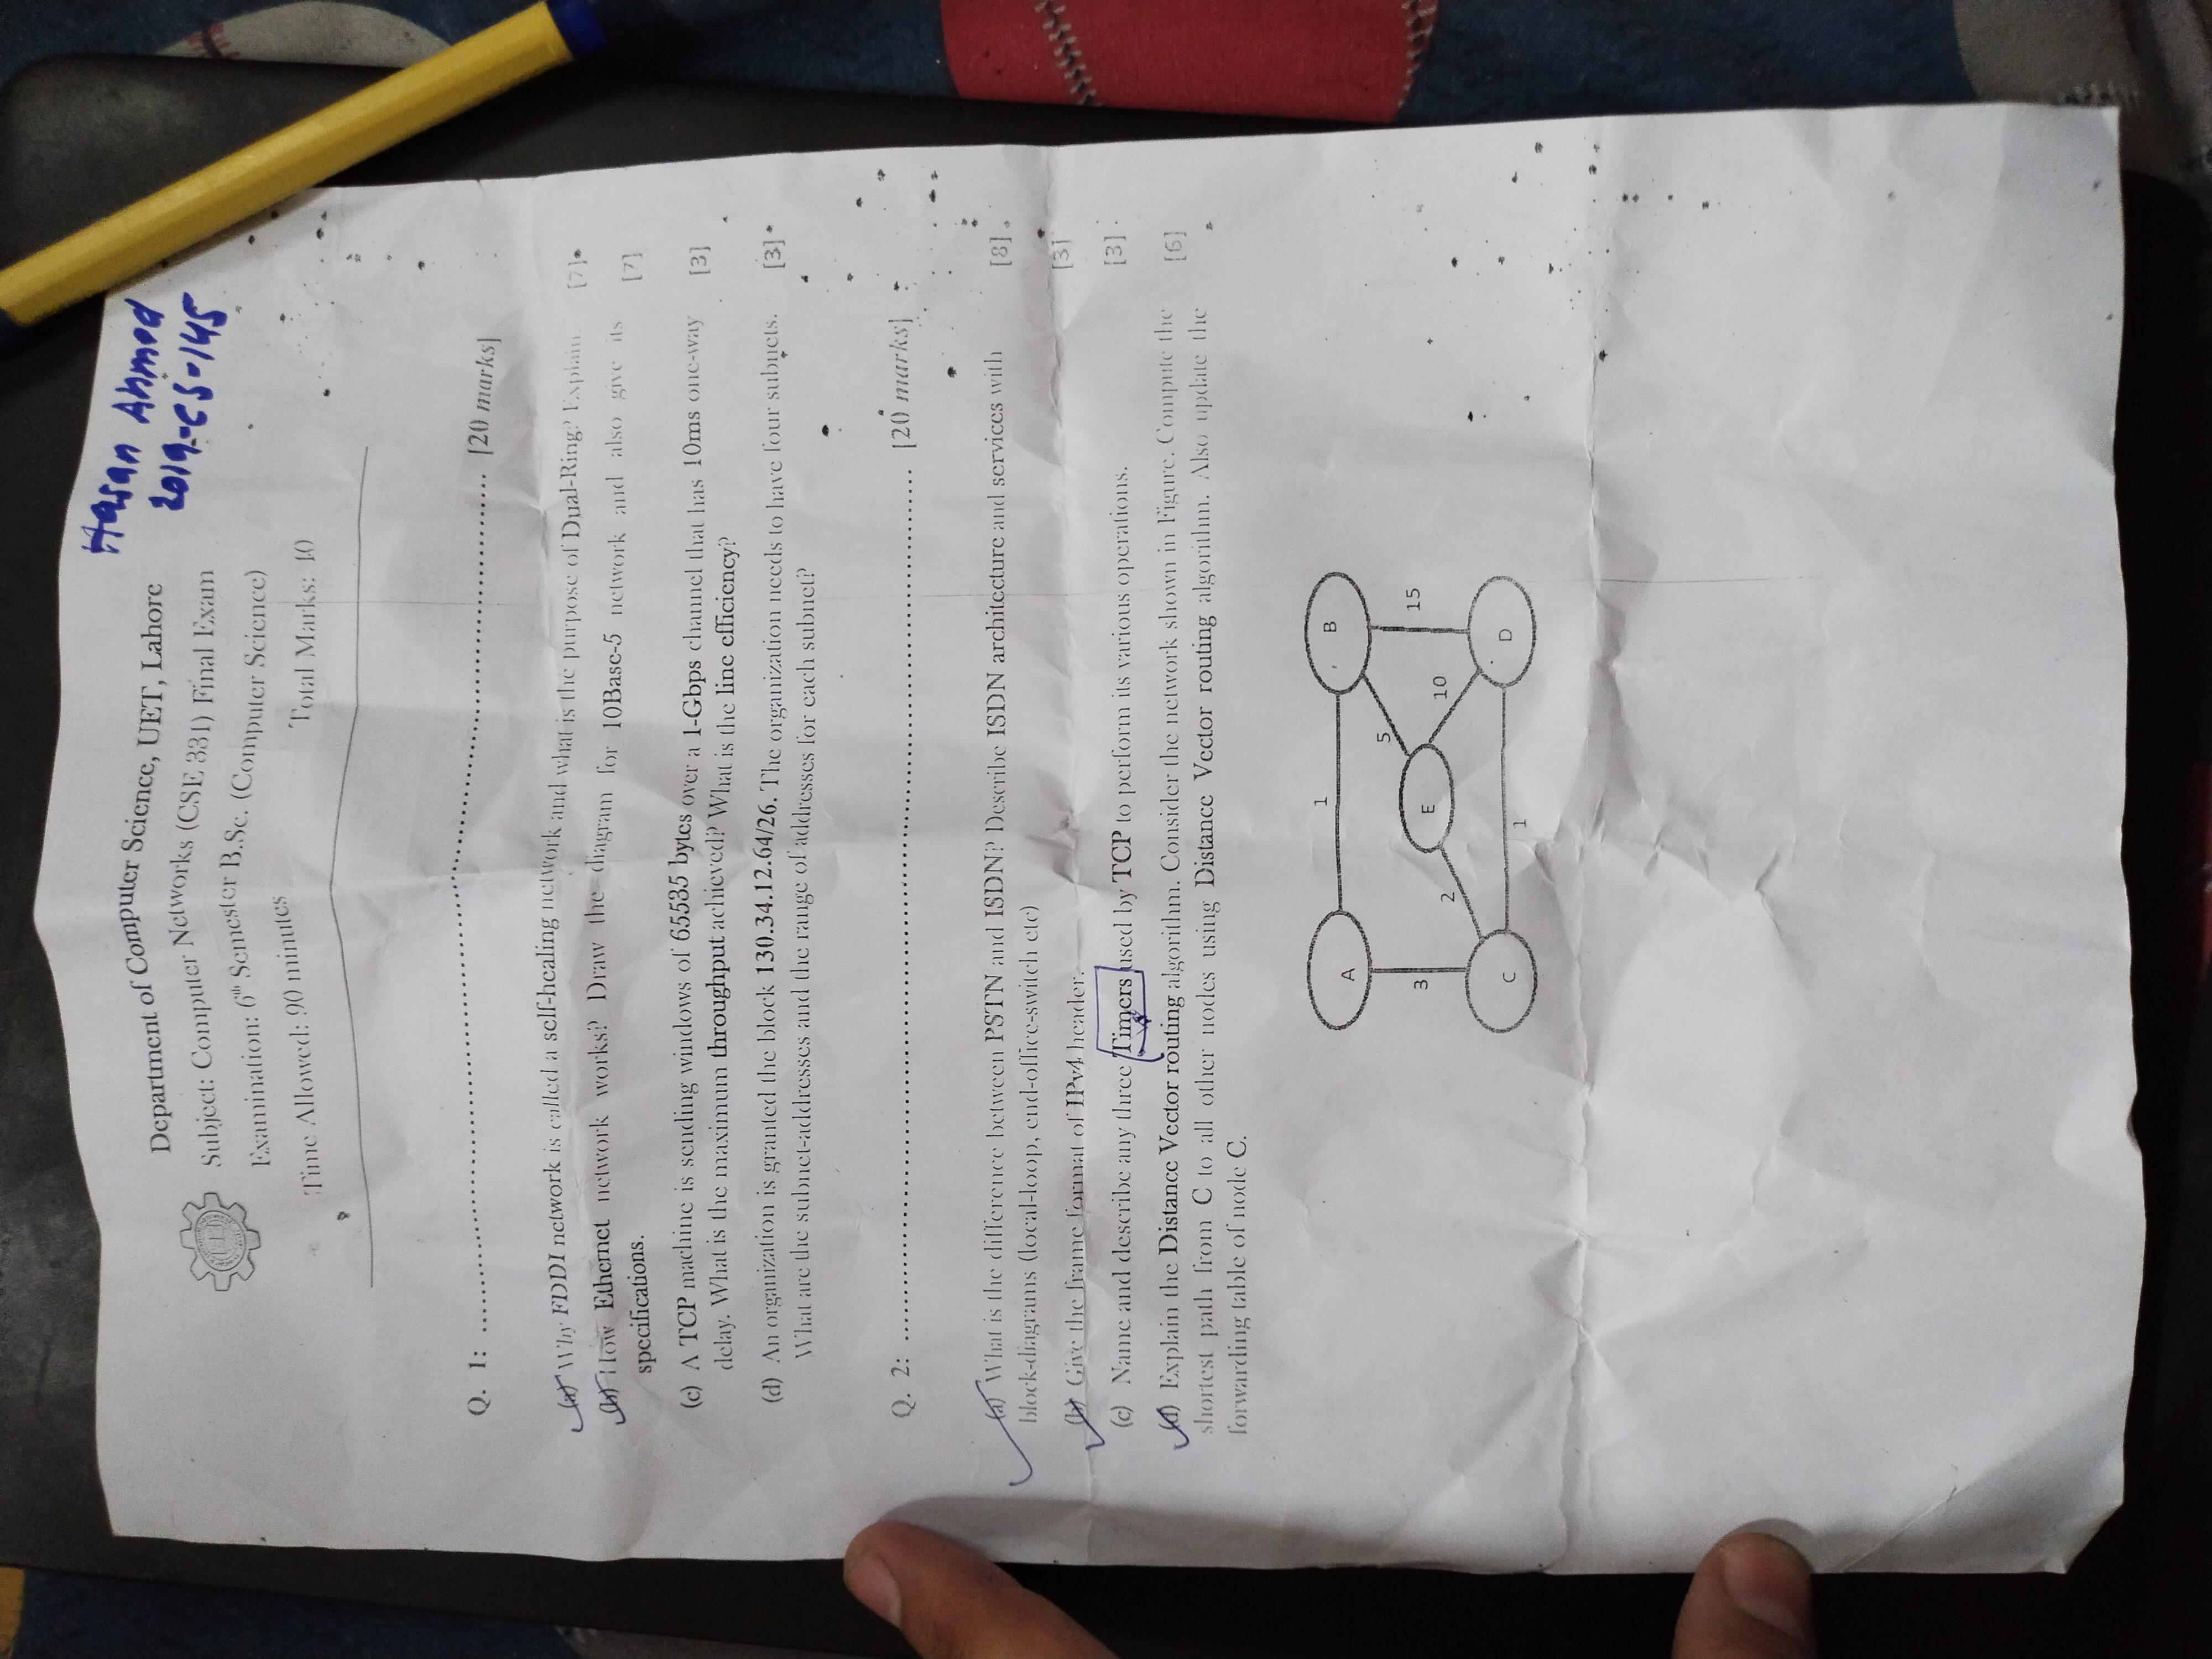 Hasan Ahmed
2019-CS-145
Department of Computer Science, UET, Lahore
Subject: Computer Networks (CSE 331) Final Exam
Examination: 6th Semester B.Sc. (Computer Science)
Time Allowed: 90 minutes Total Marks: 40
Q. 1: ........................................................................ [20 marks]
(a) Why FDDI network is called a self-healing network and what is the purpose of Dual-Ring? Explain. [7]
(b) How Ethernet network works? Draw the diagram for 10Base-5 network and also give its
specifications. [7]
(c) A TCP machine is sending windows of 65535 bytes over a 1-Gbps channel that has 10ms one-way [3]
delay. What is the maximum throughput achieved? What is the line efficiency?
(d) An organization is granted the block 130.34.12.64/26. The organization needs to have four subnets. [3]
What are the subnet-addresses and the range of addresses for each subnet?
Q. 2: ........................................................................ [20 marks]
(a) What is the difference between PSTN and ISDN? Describe ISDN architecture and services with [8]
block-diagrams (local-loop, end-office-switch etc)
(b) Give the frame format of IPv4 header. [3]
(c) Name and describe any three Timers used by TCP to perform its various operations. [3]
(d) Explain the Distance Vector routing algorithm. Consider the network shown in Figure. Compute the [6]
shortest path from C to all other nodes using Distance Vector routing algorithm. Also update the
forwarding table of node C.
A 1 B
5
3 E 15
2 10
C 1 D